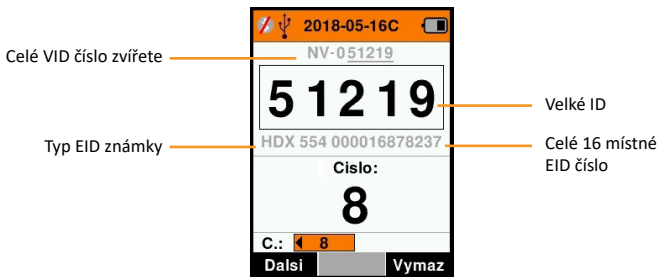 2018-05-16C
Celé VID číslo zvířete
NV-051219
51219
Velké ID
Typ EID známky
HDX 554 000016878237
Celé 16 místné
EID číslo
Cislo:
8
C.: 8
Dalsi Vymaz